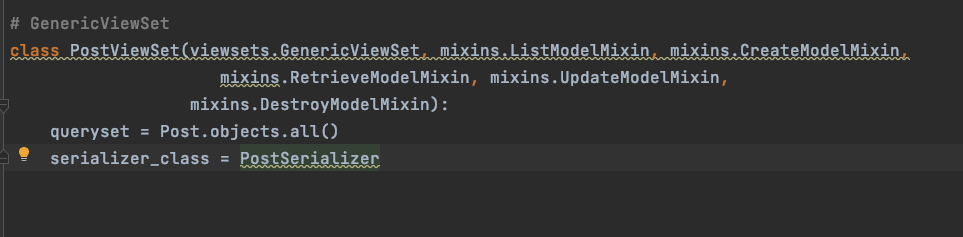 # GenericViewSet
class PostViewSet(viewsets.GenericViewSet, mixins.ListModelMixin, mixins.CreateModelMixin,
mixins.RetrieveModelMixin, mixins.UpdateModelMixin,
mixins.DestroyModelMixin):
queryset = Post.objects.all()
serializer_class = PostSerializer